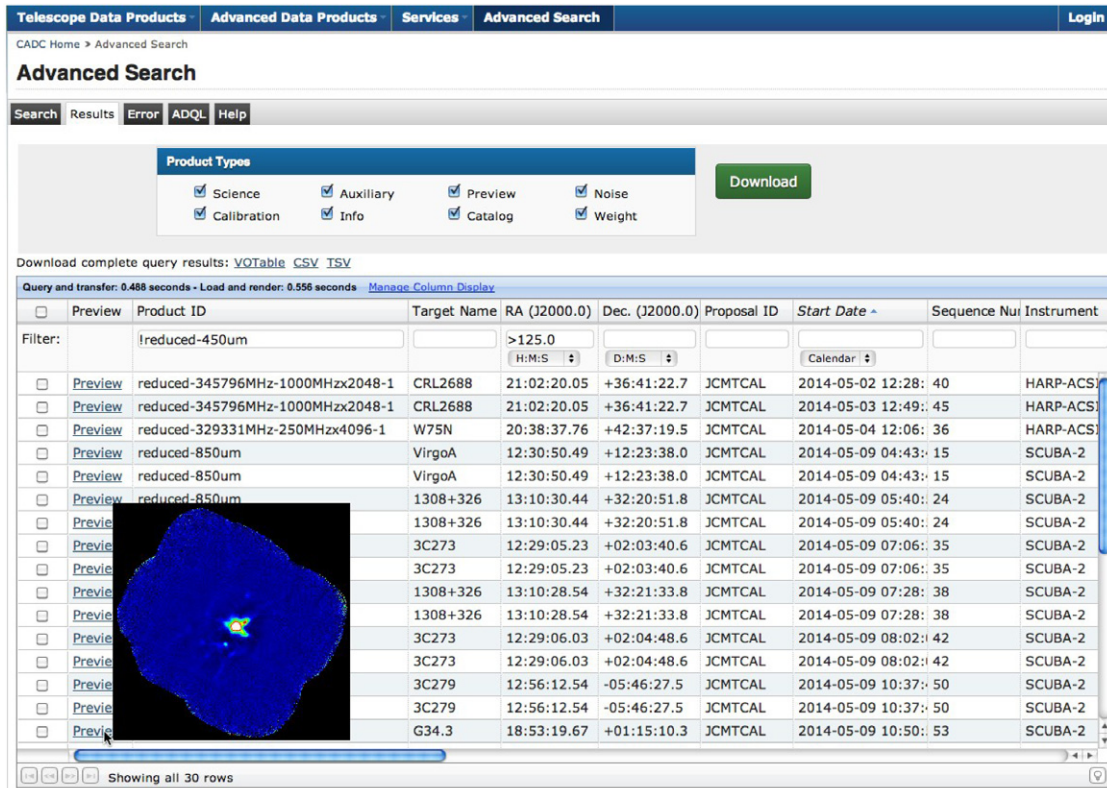 Telescope Data Products Advanced Data Products Services Advanced Search Login
CADC Home > Advanced Search
Advanced Search
Search Results Error ADQL Help
Product Types
Science Auxiliary Preview Noise
Calibration Info Catalog Weight
Download
Download complete query results: VOTable CSV TSV
Query and transfer: 0.488 seconds - Load and render: 0.556 seconds Manage Column Display
Preview Product ID Target Name RA (J2000.0) Dec. (J2000.0) Proposal ID Start Date Sequence Nu Instrument
Filter: !reduced-450um >125.0
H:M:S D:M:S Calendar
Preview reduced-345796MHz-1000MHzx2048-1 CRL2688 21:02:20.05 +36:41:22.7 JCMTCAL 2014-05-02 12:28: 40 HARP-ACSI
Preview reduced-345796MHz-1000MHzx2048-1 CRL2688 21:02:20.05 +36:41:22.7 JCMTCAL 2014-05-03 12:49: 45 HARP-ACSI
Preview reduced-329331MHz-250MHzx4096-1 W75N 20:38:37.76 +42:37:19.5 JCMTCAL 2014-05-04 12:06: 36 HARP-ACSI
Preview reduced-850um VirgoA 12:30:50.49 +12:23:38.0 JCMTCAL 2014-05-09 04:43: 15 SCUBA-2
Preview reduced-850um VirgoA 12:30:50.49 +12:23:38.0 JCMTCAL 2014-05-09 04:43: 15 SCUBA-2
Preview reduced-850um 1308+326 13:10:30.44 +32:20:51.8 JCMTCAL 2014-05-09 05:40: 24 SCUBA-2
Previe 1308+326 13:10:30.44 +32:20:51.8 JCMTCAL 2014-05-09 05:40: 24 SCUBA-2
Previe 3C273 12:29:05.23 +02:03:40.6 JCMTCAL 2014-05-09 07:06: 35 SCUBA-2
Previe 3C273 12:29:05.23 +02:03:40.6 JCMTCAL 2014-05-09 07:06: 35 SCUBA-2
Previe 1308+326 13:10:28.54 +32:21:33.8 JCMTCAL 2014-05-09 07:28: 38 SCUBA-2
Previe 1308+326 13:10:28.54 +32:21:33.8 JCMTCAL 2014-05-09 07:28: 38 SCUBA-2
Previe 3C273 12:29:06.03 +02:04:48.6 JCMTCAL 2014-05-09 08:02: 42 SCUBA-2
Previe 3C273 12:29:06.03 +02:04:48.6 JCMTCAL 2014-05-09 08:02: 42 SCUBA-2
Previe 3C279 12:56:12.54 -05:46:27.5 JCMTCAL 2014-05-09 10:37: 50 SCUBA-2
Previe 3C279 12:56:12.54 -05:46:27.5 JCMTCAL 2014-05-09 10:37: 50 SCUBA-2
Previe G34.3 18:53:19.67 +01:15:10.3 JCMTCAL 2014-05-09 10:50: 53 SCUBA-2
Showing all 30 rows